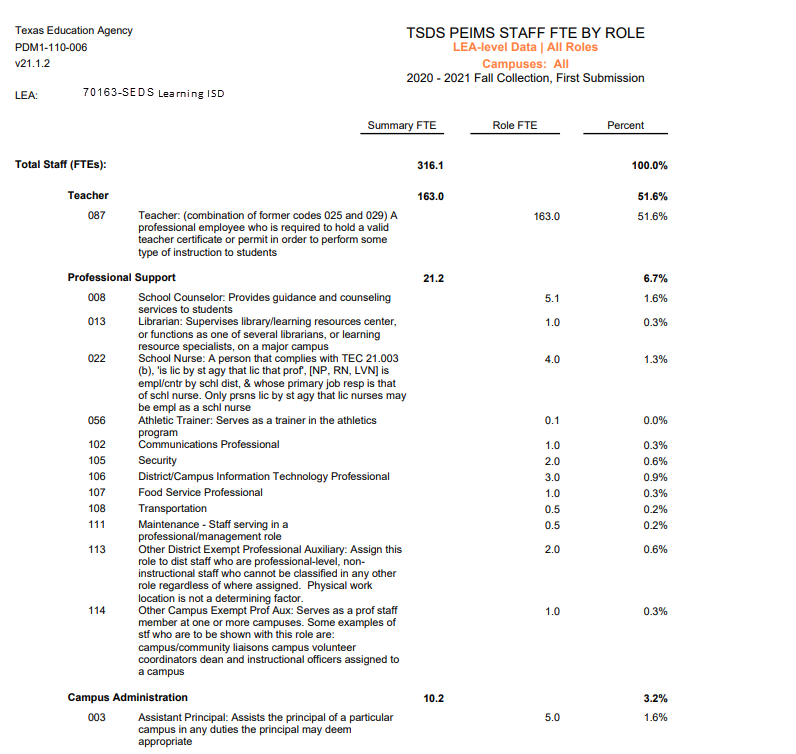 Texas Education Agency
PDM1-110-006
v21.1.2
TSDS PEIMS STAFF FTE BY ROLE
LEA-level Data | All Roles
Campuses: All
2020 - 2021 Fall Collection, First Submission
LEA: 70163-SEDS Learning ISD
Summary FTE Role FTE Percent
Total Staff (FTEs): 316.1 100.0%
Teacher 163.0 51.6%
087 Teacher: (combination of former codes 025 and 029) A 163.0 51.6%
professional employee who is required to hold a valid
teacher certificate or permit in order to perform some
type of instruction to students
Professional Support 21.2 6.7%
008 School Counselor: Provides guidance and counseling 5.1 1.6%
services to students
013 Librarian: Supervises library/learning resources center, 1.0 0.3%
or functions as one of several librarians, or learning
resource specialists, on a major campus
022 School Nurse: A person that complies with TEC 21.003 4.0 1.3%
(b), 'is lic by st agy that lic that prof', [NP, RN, LVN] is
empl/cntr by schl dist, & whose primary job resp is that
of schl nurse. Only prsns lic by st agy that lic nurses may
be empl as a schl nurse
056 Athletic Trainer: Serves as a trainer in the athletics 0.1 0.0%
program
102 Communications Professional 1.0 0.3%
105 Security 2.0 0.6%
106 District/Campus Information Technology Professional 3.0 0.9%
107 Food Service Professional 1.0 0.3%
108 Transportation 0.5 0.2%
111 Maintenance - Staff serving in a 0.5 0.2%
professional/management role
113 Other District Exempt Professional Auxiliary: Assign this 2.0 0.6%
role to dist staff who are professional-level, non-
instructional staff who cannot be classified in any other
role regardless of where assigned. Physical work
location is not a determining factor.
114 Other Campus Exempt Prof Aux: Serves as a prof staff 1.0 0.3%
member at one or more campuses. Some examples of
stf who are to be shown with this role are:
campus/community liaisons campus volunteer
coordinators dean and instructional officers assigned to
a campus
Campus Administration 10.2 3.2%
003 Assistant Principal: Assists the principal of a particular 5.0 1.6%
campus in any duties the principal may deem
appropriate